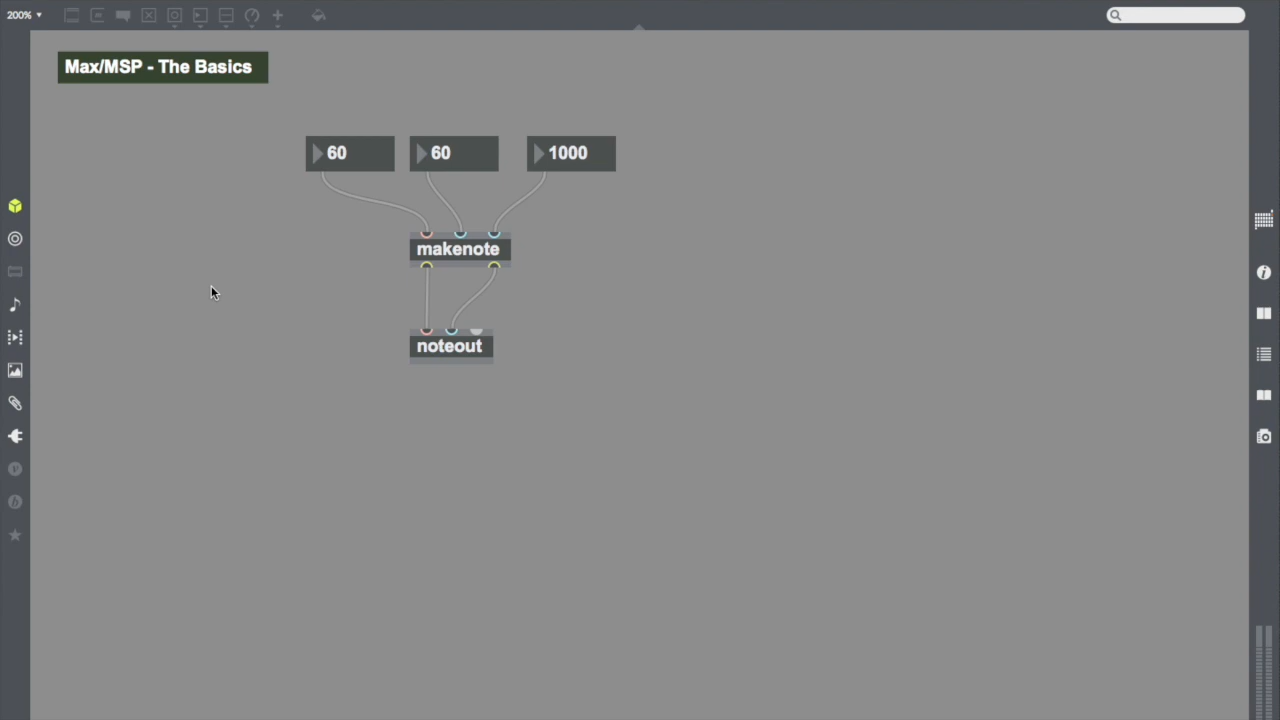 200%
Max/MSP - The Basics
60 60 1000
makenote
noteout